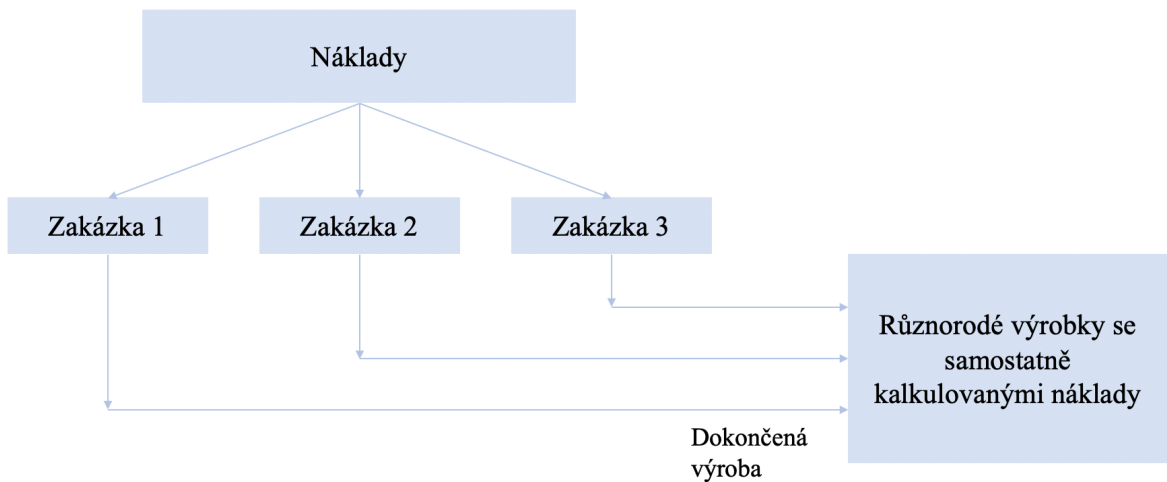 Náklady
Zakázka 1
Zakázka 2
Zakázka 3
Různorodé výrobky se
samostatně
kalkulovanými náklady
Dokončená
výroba